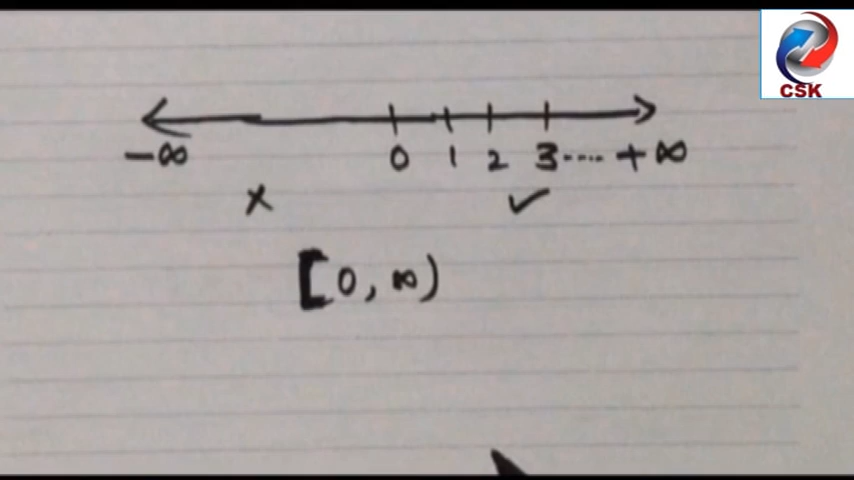 CSK
0 1 2 3 .... +∞
-∞
x ✓
[0, ∞)